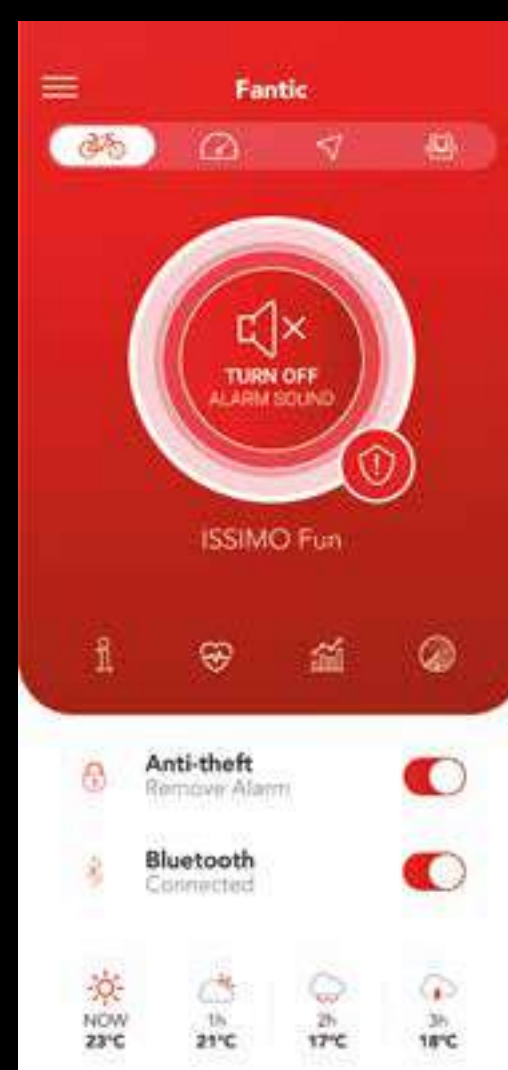 Fantic
TURN OFF
ALARM SOUND
ISSIMO Fun
Anti-theft
Remove Alarm
Bluetooth
Connected
NOW 1h 2h 3h
23°C 21°C 17°C 18°C